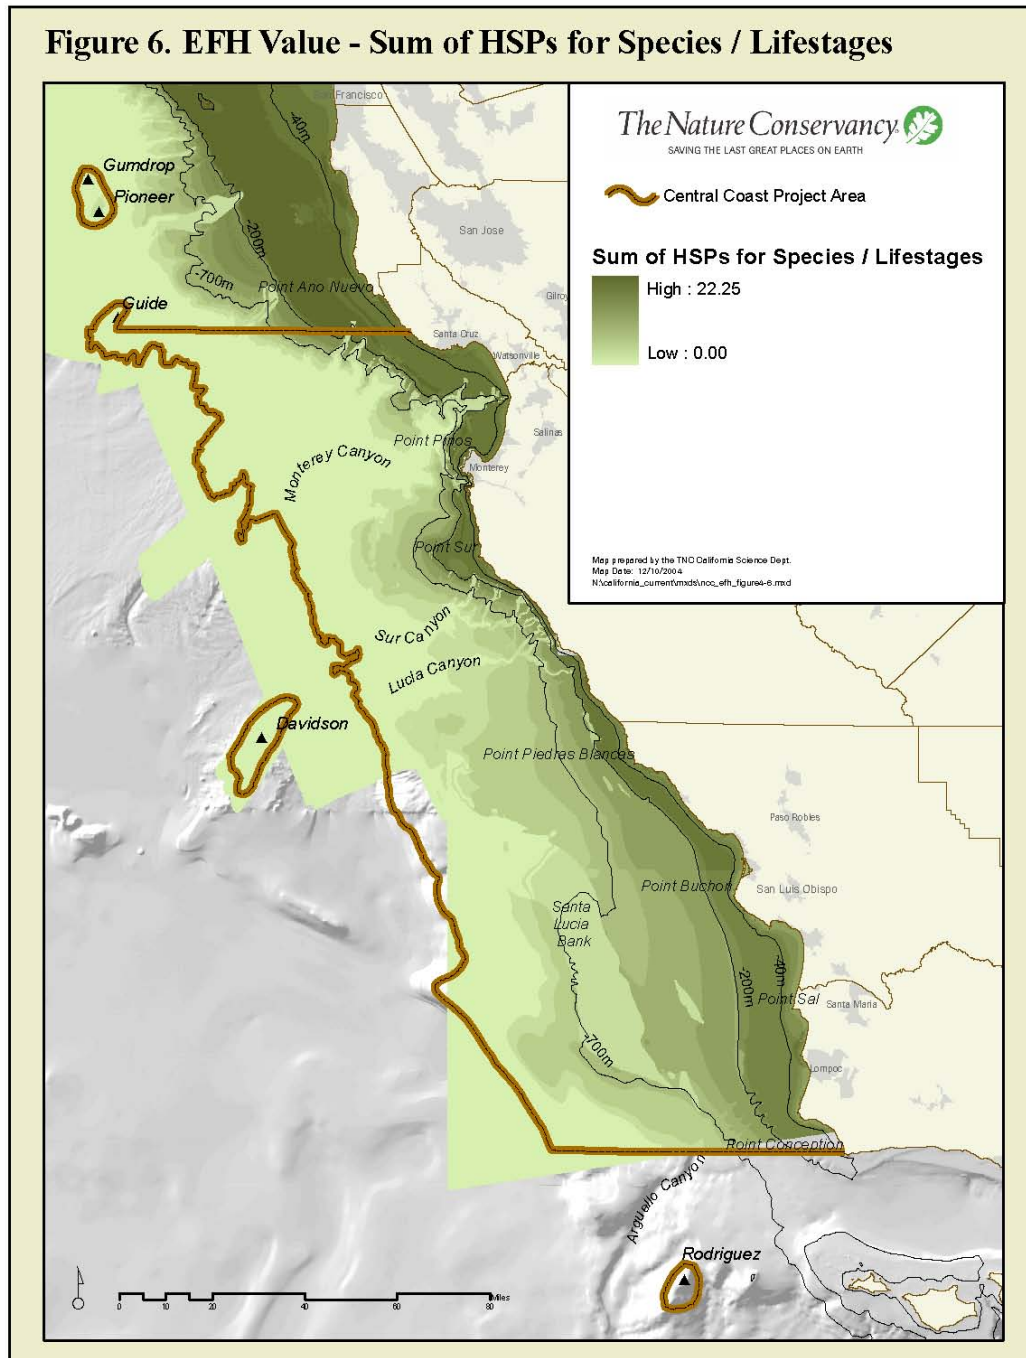 Figure 6. EFH Value - Sum of HSPs for Species / Lifestages
San Francisco
The Nature Conservancy
SAVING THE LAST GREAT PLACES ON EARTH
Central Coast Project Area
Sum of HSPs for Species / Lifestages
High : 22.25
Low : 0.00
Map prepared by the TNC California Science Dept.
Map Date: 12/10/2004
-40m
Gumdrop
Pioneer
San Jose
-200m
-700m
Point Ano Nuevo
Gilroy
Guide
Santa Cruz
Watsonville
Salinas
Point Pinos
Monterey
Monterey Canyon
Point Sur
Sur Canyon
Lucia Canyon
Davidson
Point Piedras Blancas
Paso Robles
Point Buchon
San Luis Obispo
Santa
Lucia
Bank
-40m
-200m
Point Sal
Santa Maria
-700m
Lompoc
Point Conception
Arguello Canyon
Rodriguez
0 20 40 60 80 Miles